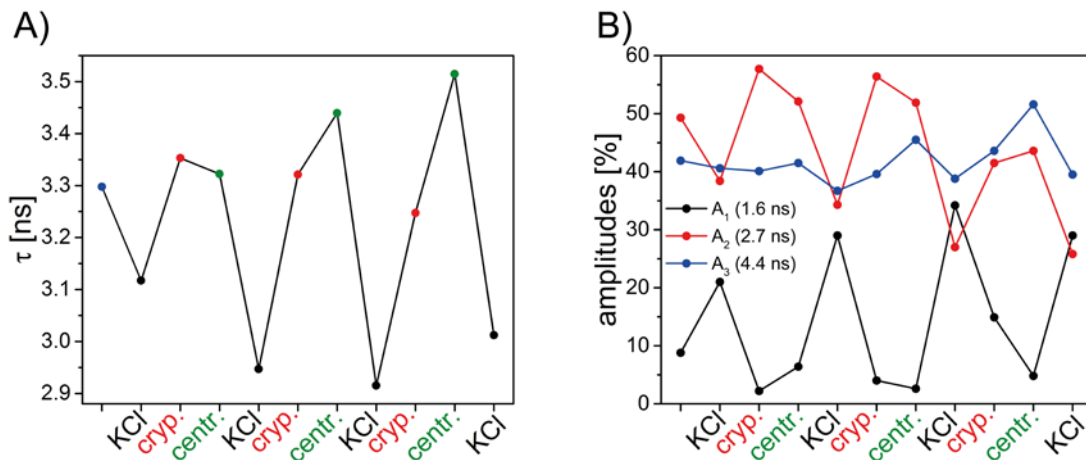 A)
τ [ns]
3.5
3.4
3.3
3.2
3.1
3.0
2.9
KCl
cryp.
centr.
KCl
cryp.
centr.
KCl
cryp.
centr.
KCl
B)
amplitudes [%]
60
50
40
30
20
10
0
A₁ (1.6 ns)
A₂ (2.7 ns)
A₃ (4.4 ns)
KCl
cryp.
centr.
KCl
cryp.
centr.
KCl
cryp.
centr.
KCl